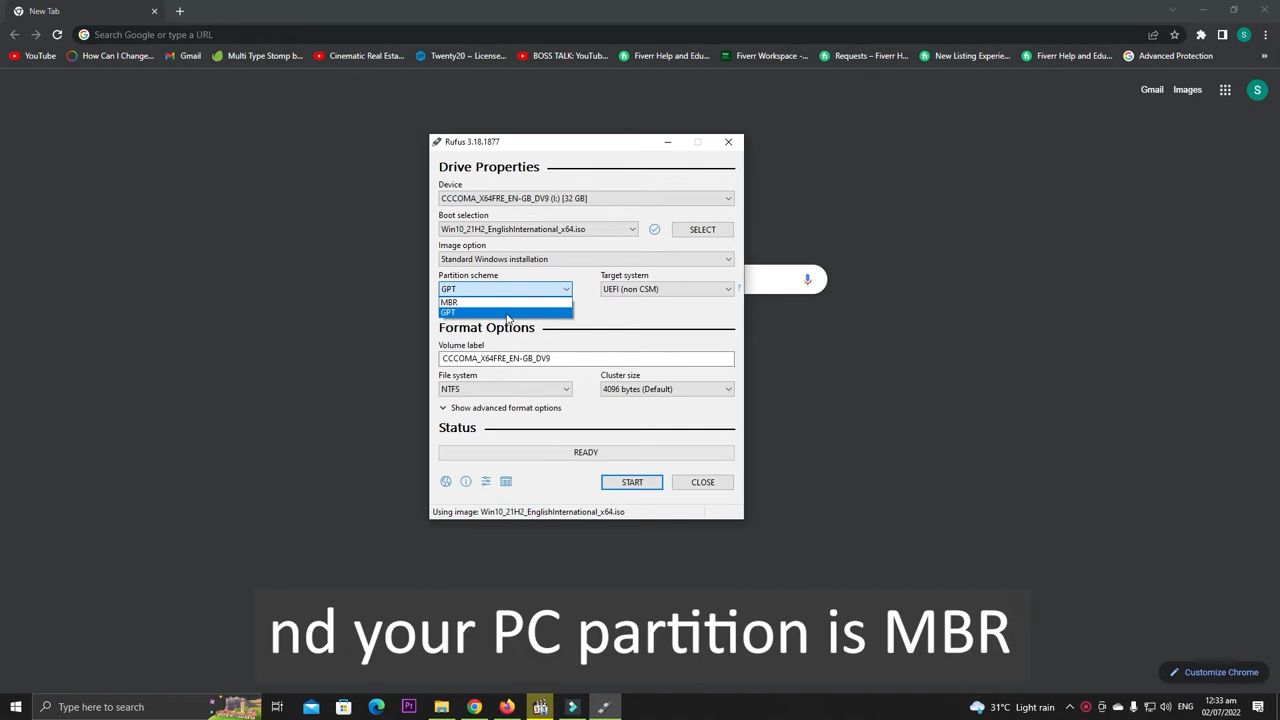 New Tab
Search Google or type a URL
YouTube
How Can I Change...
Gmail
Multi Type Stomp b...
Cinematic Real Esta...
Twenty20 – License...
BOSS TALK: YouTub...
Fiverr Help and Edu...
Fiverr Workspace -...
Requests – Fiverr H...
New Listing Experie...
Fiverr Help and Edu...
Advanced Protection
»
S
Gmail
Images
S
Rufus 3.18.1877
Drive Properties
Device
CCCOMA_X64FRE_EN-GB_DV9 (I:) [32 GB]
Boot selection
Win10_21H2_EnglishInternational_x64.iso
SELECT
Image option
Standard Windows installation
Partition scheme
Target system
GPT
UEFI (non CSM)
?
MBR
GPT
Format Options
Volume label
CCCOMA_X64FRE_EN-GB_DV9
File system
Cluster size
NTFS
4096 bytes (Default)
Show advanced format options
Status
READY
START
CLOSE
Using image: Win10_21H2_EnglishInternational_x64.iso
nd your PC partition is MBR
Customize Chrome
Type here to search
Pr
31°C Light rain
ENG
12:33 am
02/07/2022